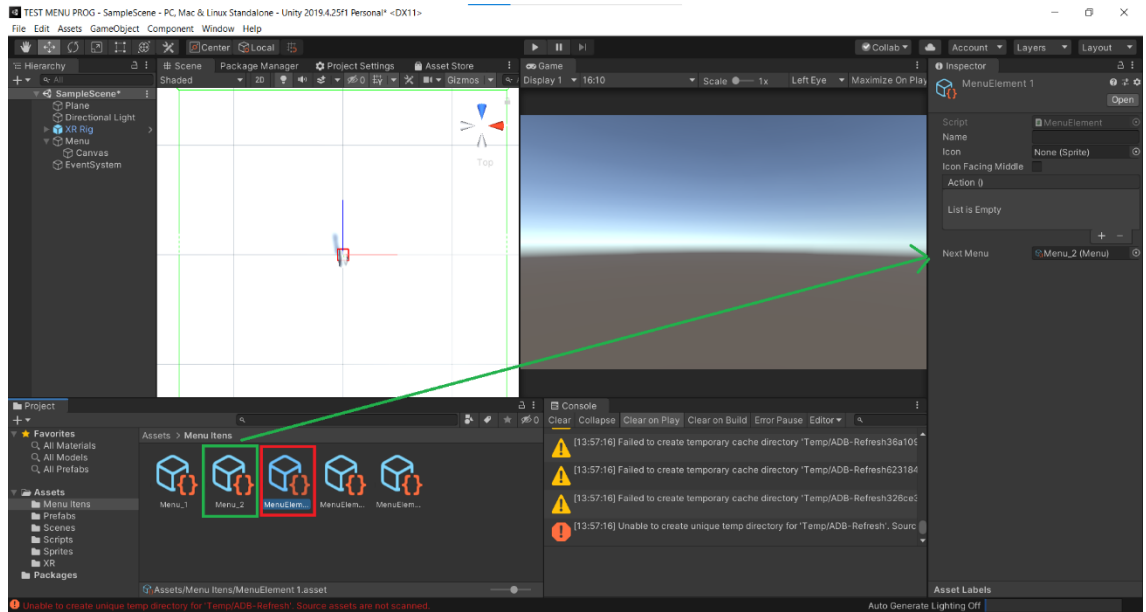 TEST MENU PROG - SampleScene - PC, Mac & Linux Standalone - Unity 2019.4.25f1 Personal* <DX11>
File Edit Assets GameObject Component Window Help
Center Local Collab Account Layers Layout
Hierarchy
All
SampleScene*
Plane
Directional Light
XR Rig
Menu
Canvas
EventSystem
Scene Package Manager Project Settings Asset Store
Shaded 2D 0 Gizmos
Top
Game
Display 1 16:10 Scale 1x Left Eye Maximize On Play
Inspector
MenuElement 1
Open
Script MenuElement
Name
Icon None (Sprite)
Icon Facing Middle
Action ()
List is Empty
+ -
Next Menu Menu_2 (Menu)
Project
0
Favorites
All Materials
All Models
All Prefabs
Assets
Menu Itens
Prefabs
Scenes
Scripts
Sprites
XR
Packages
Assets > Menu Itens
Menu_1 Menu_2 MenuElem... MenuElem... MenuElem...
Assets/Menu Itens/MenuElement 1.asset
Console
Clear Collapse Clear on Play Clear on Build Error Pause Editor
[13:57:16] Failed to create temporary cache directory 'Temp/ADB-Refresh36a109
[13:57:16] Failed to create temporary cache directory 'Temp/ADB-Refresh623184
[13:57:16] Failed to create temporary cache directory 'Temp/ADB-Refresh326ce3
[13:57:16] Unable to create unique temp directory for 'Temp/ADB-Refresh'. Sourc
Asset Labels
Unable to create unique temp directory for 'Temp/ADB-Refresh'. Source assets are not scanned.
Auto Generate Lighting Off